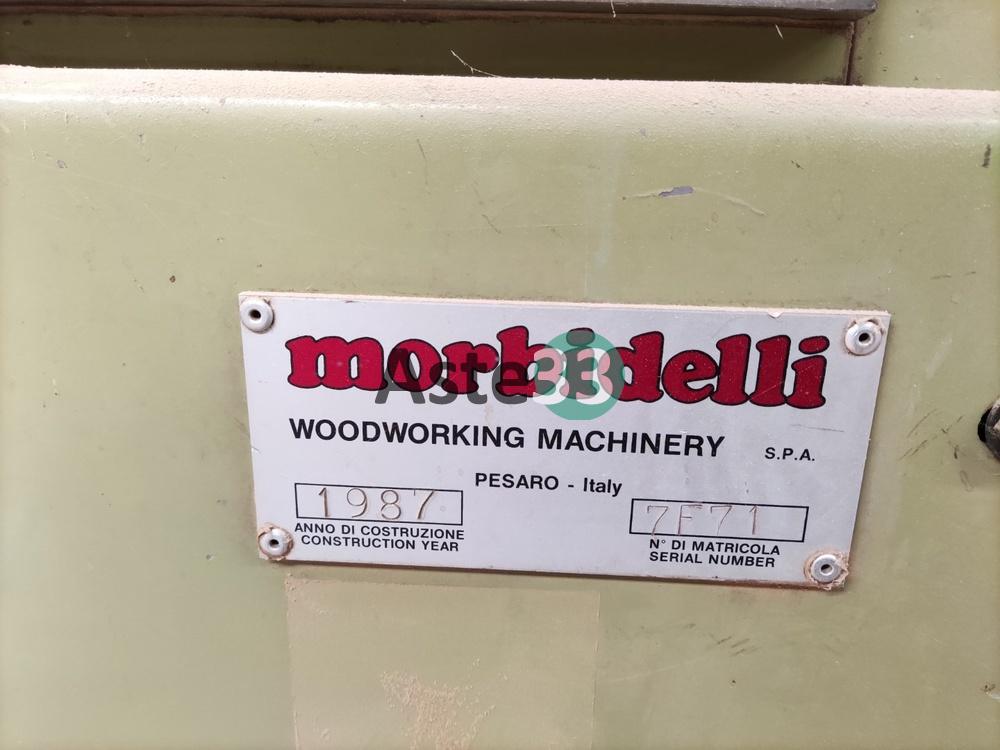 morbidelli
Aste33
WOODWORKING MACHINERY S.P.A.
PESARO - Italy
1987
ANNO DI COSTRUZIONE
CONSTRUCTION YEAR
7F71
N° DI MATRICOLA
SERIAL NUMBER